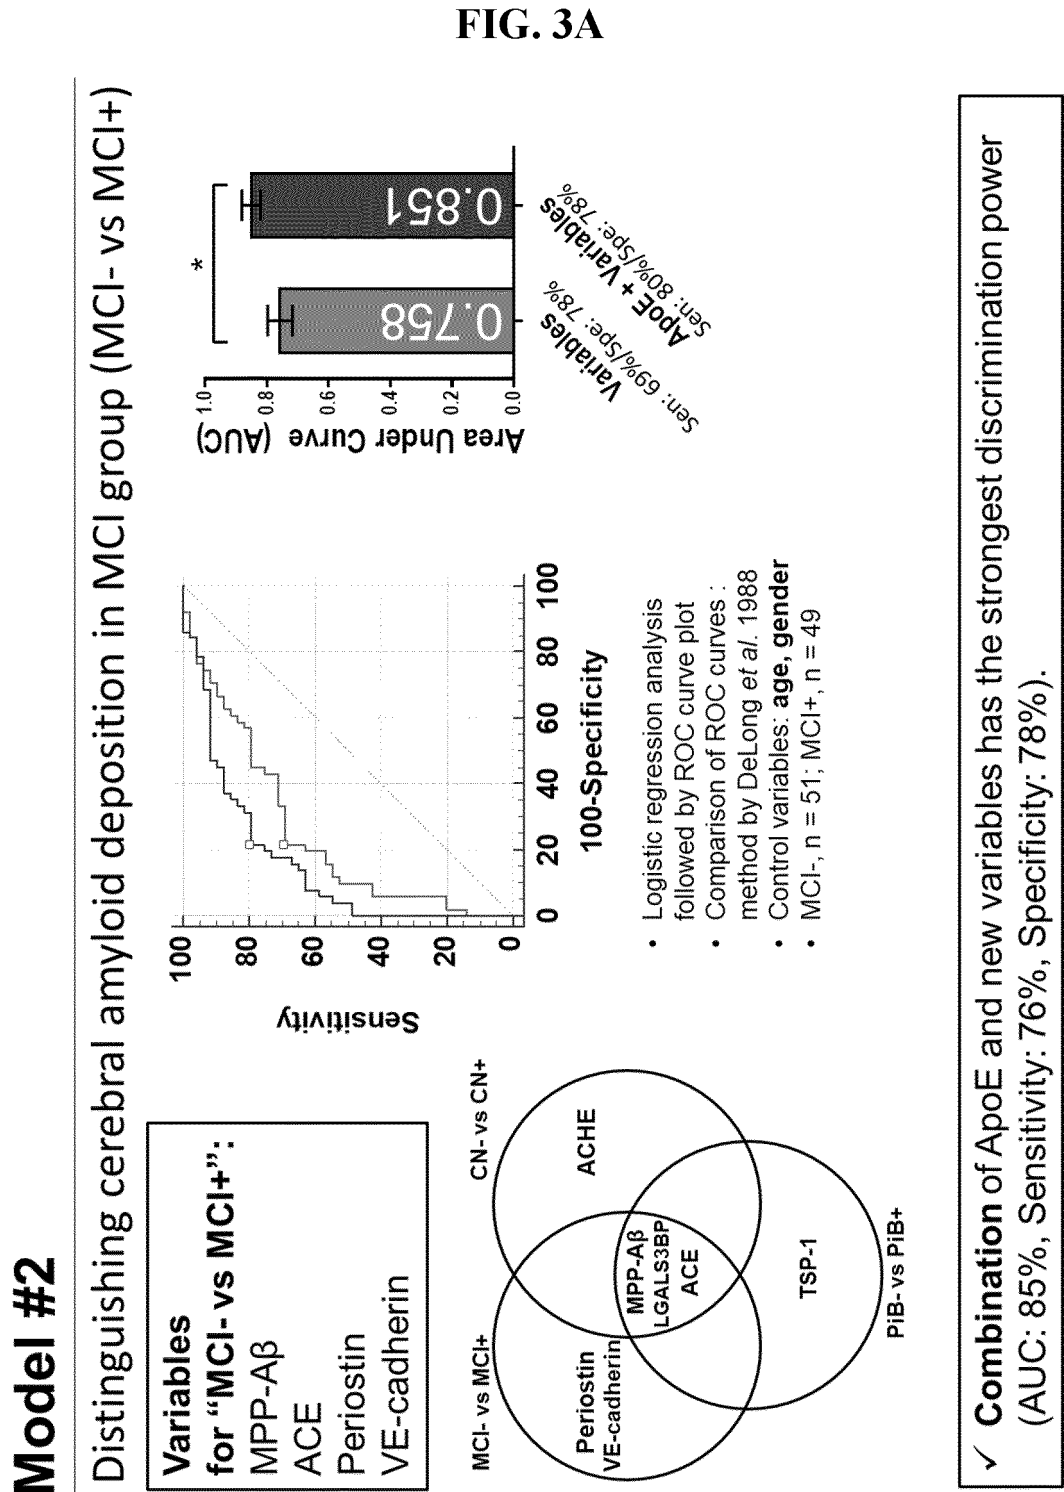 FIG. 3A
Model #2
Distinguishing cerebral amyloid deposition in MCI group (MCI- vs MCI+)
Variables
for “MCI- vs MCI+”:
MPP-Aβ
ACE
Periostin
VE-cadherin
MCI- vs MCI+
CN- vs CN+
Periostin
VE-cadherin
ACHE
MPP-Aβ
LGALS3BP
ACE
TSP-1
PiB- vs PiB+
Sensitivity
100
80
60
40
20
0
0 20 40 60 80 100
100-Specificity
• Logistic regression analysis
followed by ROC curve plot
• Comparison of ROC curves :
method by DeLong et al. 1988
• Control variables: age, gender
• MCI-, n = 51; MCI+, n = 49
Area Under Curve (AUC)
1.0
0.8
0.6
0.4
0.2
0.0
*
0.758
0.851
Variables
Sen: 69%/Spe: 78%
ApoE + Variables
Sen: 80%/Spe: 78%
✓ Combination of ApoE and new variables has the strongest discrimination power
(AUC: 85%, Sensitivity: 76%, Specificity: 78%).